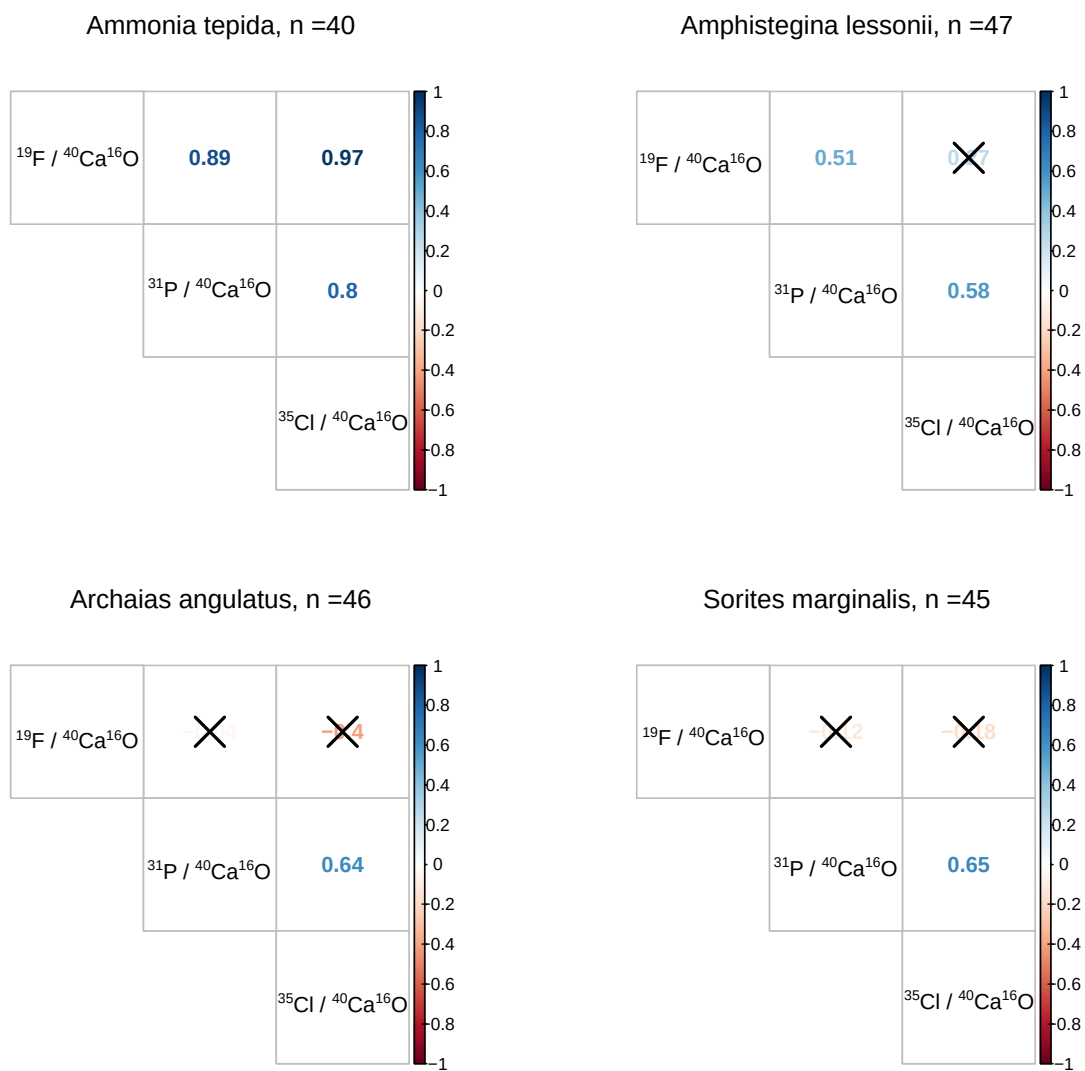 Ammonia tepida, n =40
¹⁹F / ⁴⁰Ca¹⁶O 0.89 0.97
³¹P / ⁴⁰Ca¹⁶O 0.8
³⁵Cl / ⁴⁰Ca¹⁶O
1
0.8
0.6
0.4
0.2
0
−0.2
−0.4
−0.6
−0.8
−1
Amphistegina lessonii, n =47
¹⁹F / ⁴⁰Ca¹⁶O 0.51
³¹P / ⁴⁰Ca¹⁶O 0.58
³⁵Cl / ⁴⁰Ca¹⁶O
1
0.8
0.6
0.4
0.2
0
−0.2
−0.4
−0.6
−0.8
−1
Archaias angulatus, n =46
¹⁹F / ⁴⁰Ca¹⁶O
³¹P / ⁴⁰Ca¹⁶O 0.64
³⁵Cl / ⁴⁰Ca¹⁶O
1
0.8
0.6
0.4
0.2
0
−0.2
−0.4
−0.6
−0.8
−1
Sorites marginalis, n =45
¹⁹F / ⁴⁰Ca¹⁶O
³¹P / ⁴⁰Ca¹⁶O 0.65
³⁵Cl / ⁴⁰Ca¹⁶O
1
0.8
0.6
0.4
0.2
0
−0.2
−0.4
−0.6
−0.8
−1